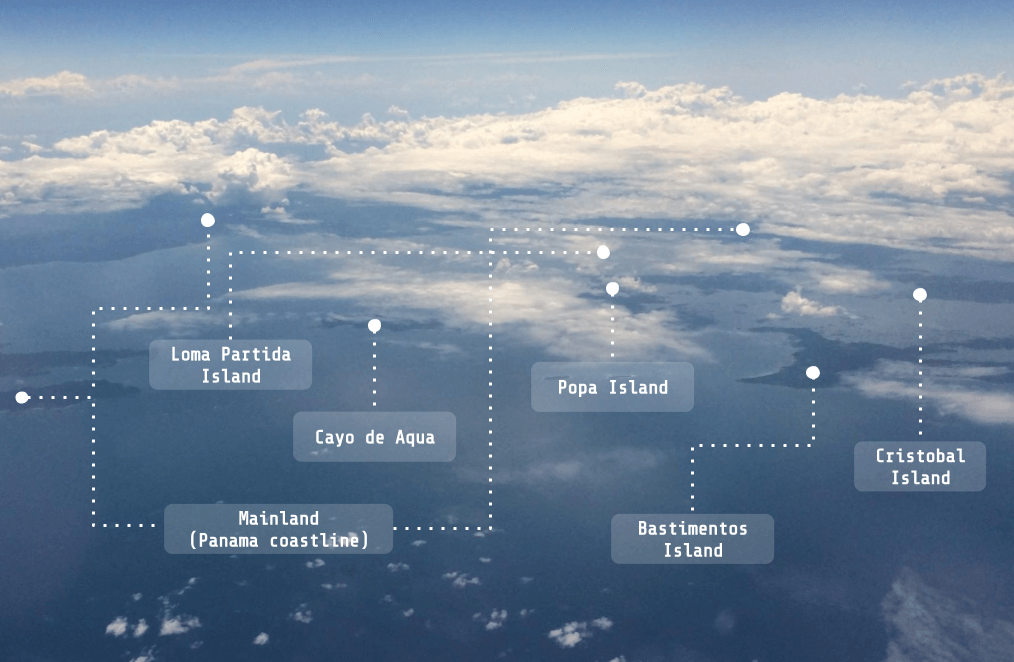 Loma Partida
Island
Cayo de Aqua
Popa Island
Cristobal
Island
Mainland
(Panama coastline)
Bastimentos
Island